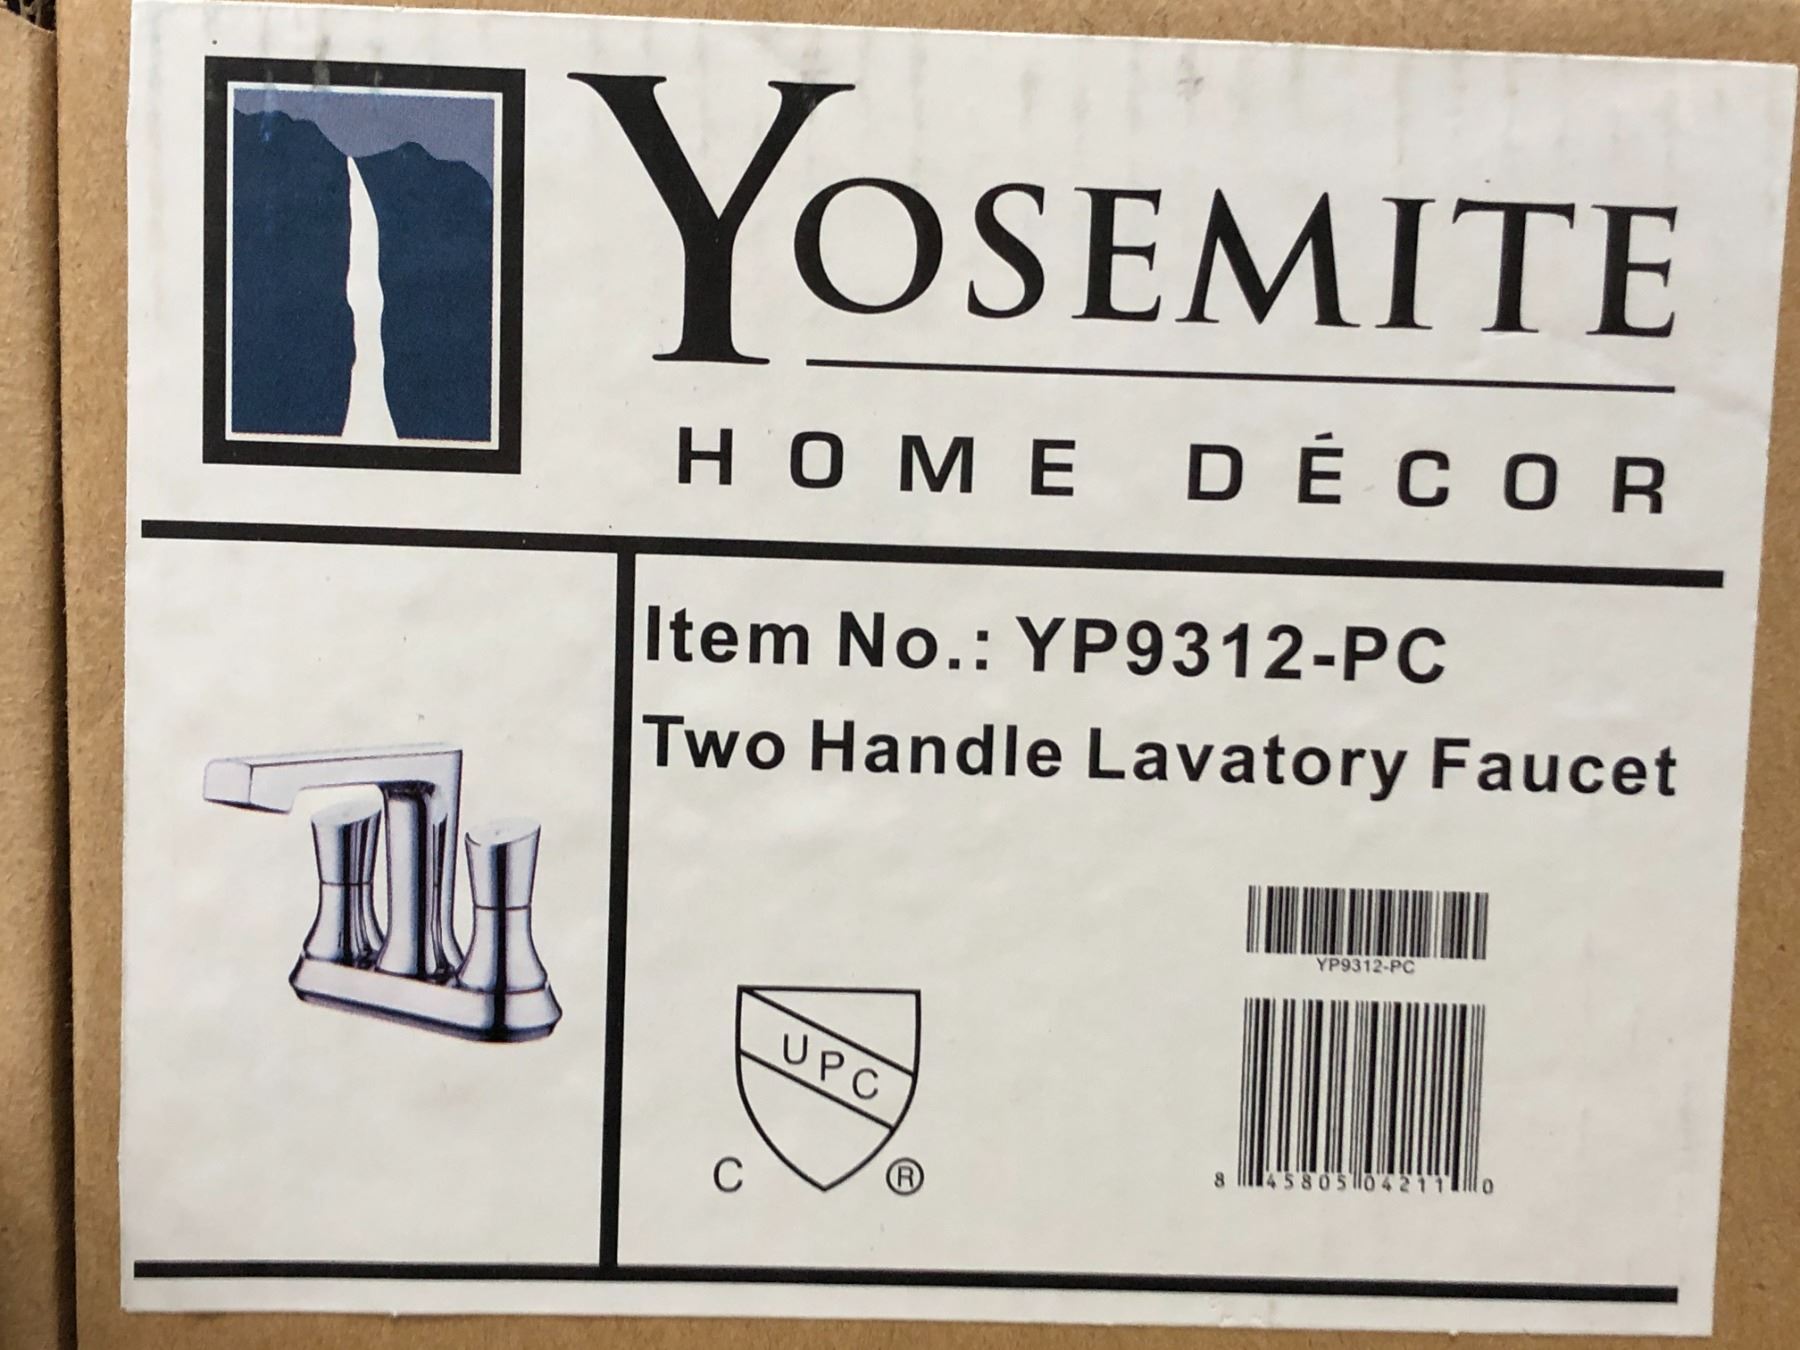 YOSEMITE
HOME DÉCOR
Item No.: YP9312-PC
Two Handle Lavatory Faucet
YP9312-PC
UPC
C ®
8 45805 04211 0